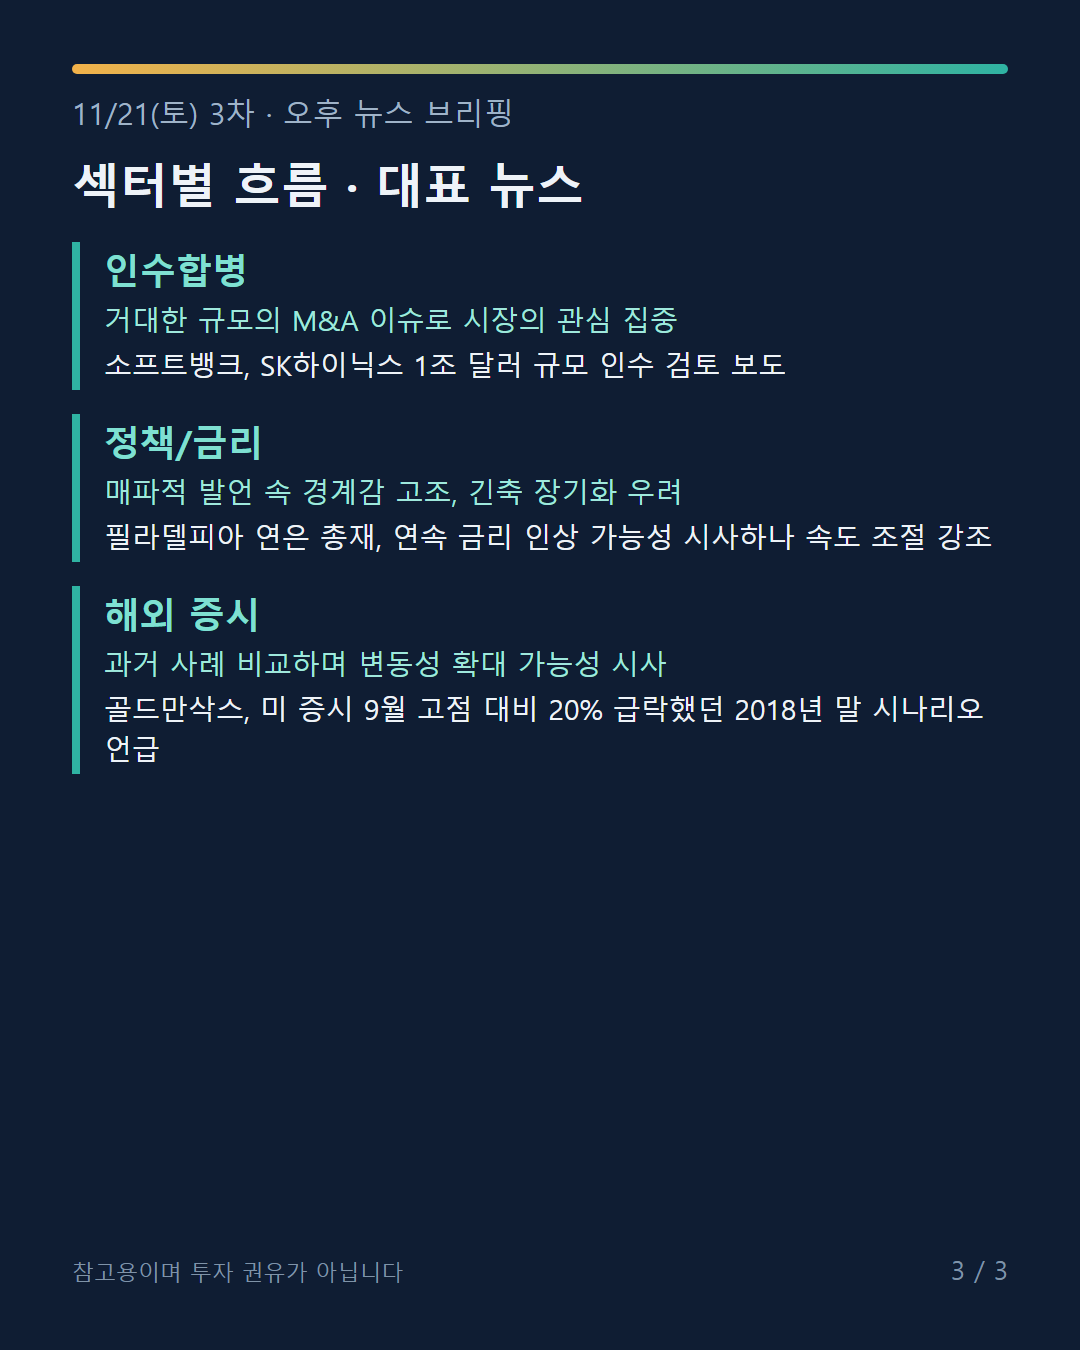 11/21(토) 3차 · 오후 뉴스 브리핑
섹터별 흐름 · 대표 뉴스
인수합병
거대한 규모의 M&A 이슈로 시장의 관심 집중
소프트뱅크, SK하이닉스 1조 달러 규모 인수 검토 보도
정책/금리
매파적 발언 속 경계감 고조, 긴축 장기화 우려
필라델피아 연은 총재, 연속 금리 인상 가능성 시사하나 속도 조절 강조
해외 증시
과거 사례 비교하며 변동성 확대 가능성 시사
골드만삭스, 미 증시 9월 고점 대비 20% 급락했던 2018년 말 시나리오
언급
참고용이며 투자 권유가 아닙니다
3 / 3